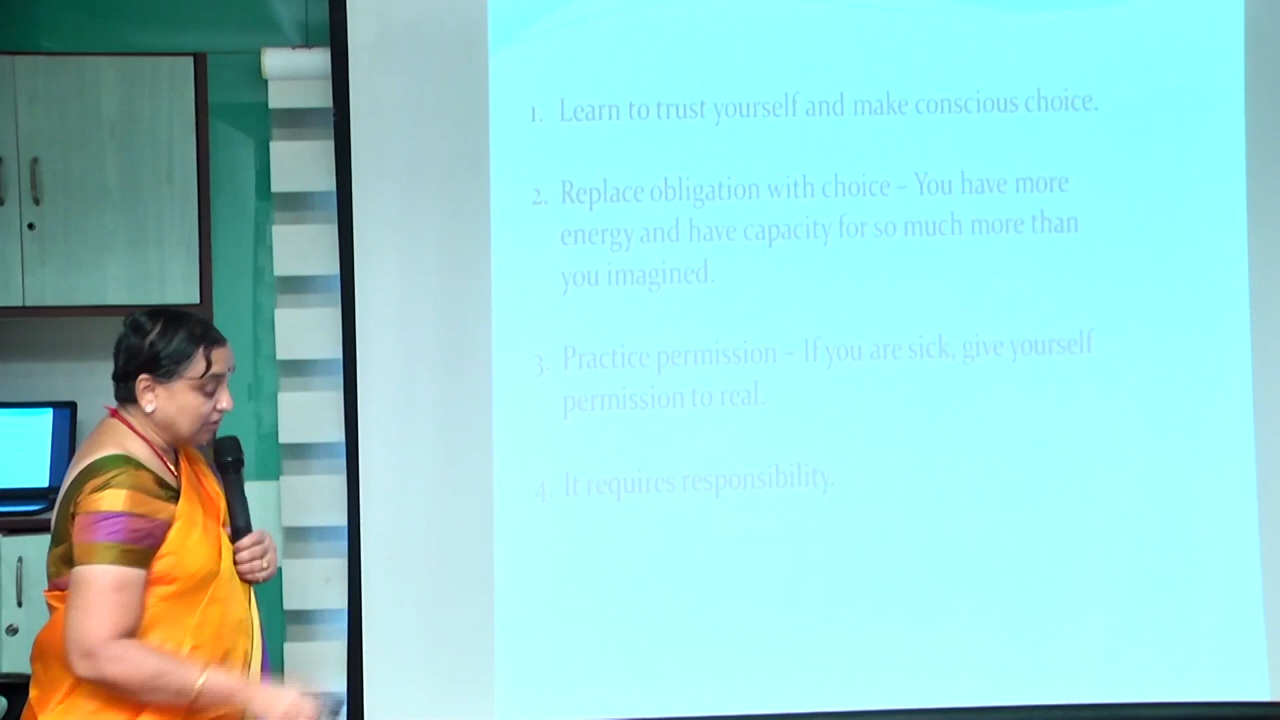 1. Learn to trust yourself and make conscious choice.
2. Replace obligation with choice – You have more
energy and have capacity for so much more than
you imagined.
3. Practice permission – If you are sick, give yourself
permission to real.
4. It requires responsibility.